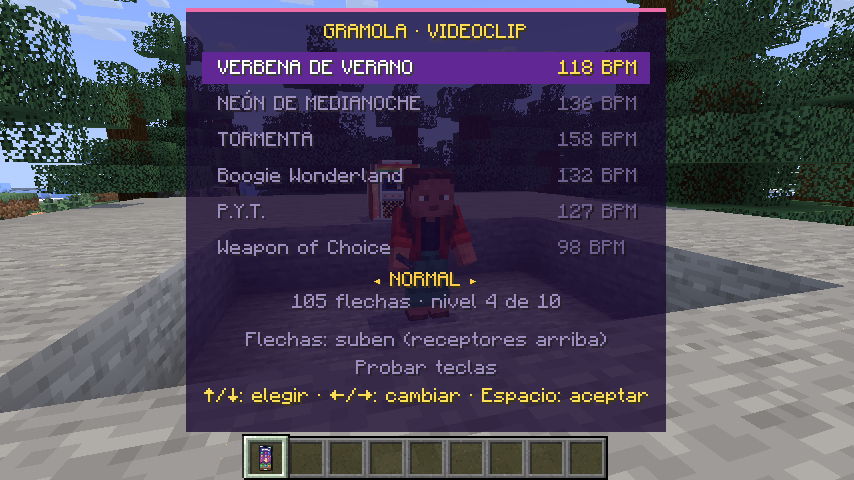 GRAMOLA · VIDEOCLIP
VERBENA DE VERANO 118 BPM
NEÓN DE MEDIANOCHE 136 BPM
TORMENTA 158 BPM
Boogie Wonderland 132 BPM
P.Y.T. 127 BPM
Weapon of Choice 98 BPM
◂ NORMAL ▸
105 flechas · nivel 4 de 10
Flechas: suben (receptores arriba)
Probar teclas
↑/↓: elegir · ←/→: cambiar · Espacio: aceptar